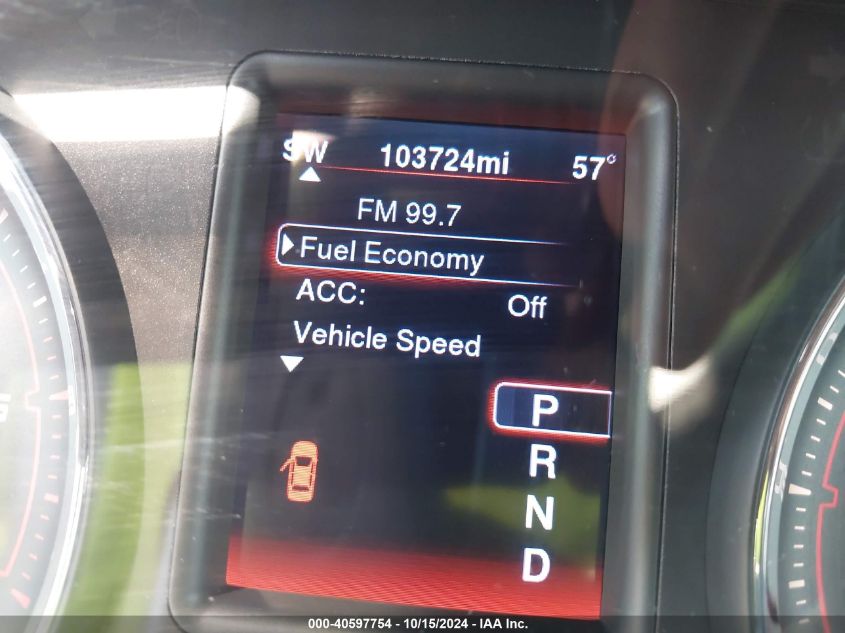 SW 103724mi 57°
FM 99.7
Fuel Economy
ACC: Off
Vehicle Speed
P
R
N
D
000-40597754 - 10/15/2024 - IAA Inc.